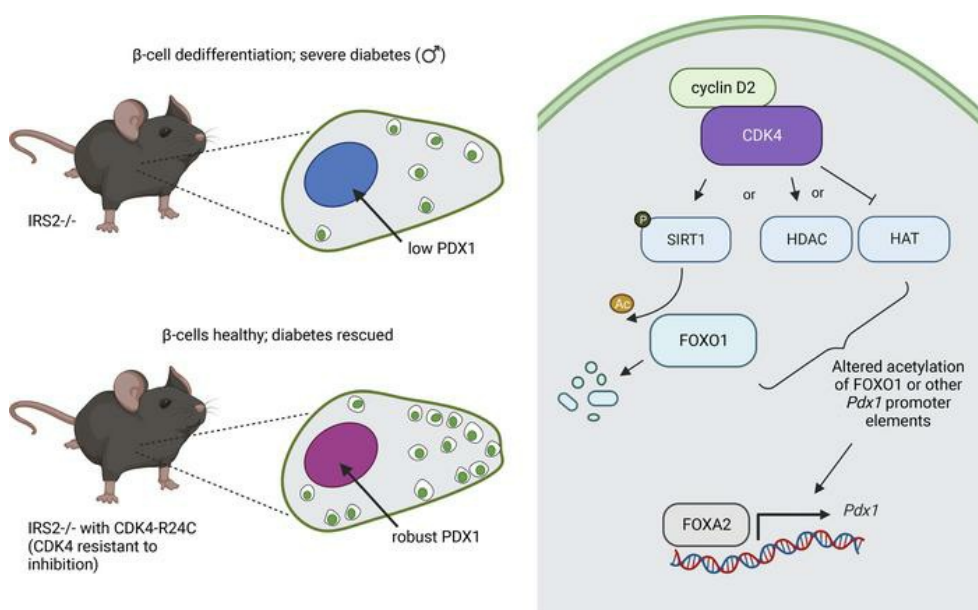 β-cell dedifferentiation; severe diabetes (♂)
IRS2-/-
low PDX1
β-cells healthy; diabetes rescued
IRS2-/- with CDK4-R24C
(CDK4 resistant to
inhibition)
robust PDX1
cyclin D2
CDK4
or
or
P
SIRT1
HDAC
HAT
Ac
FOXO1
Altered acetylation
of FOXO1 or other
Pdx1 promoter
elements
FOXA2
Pdx1